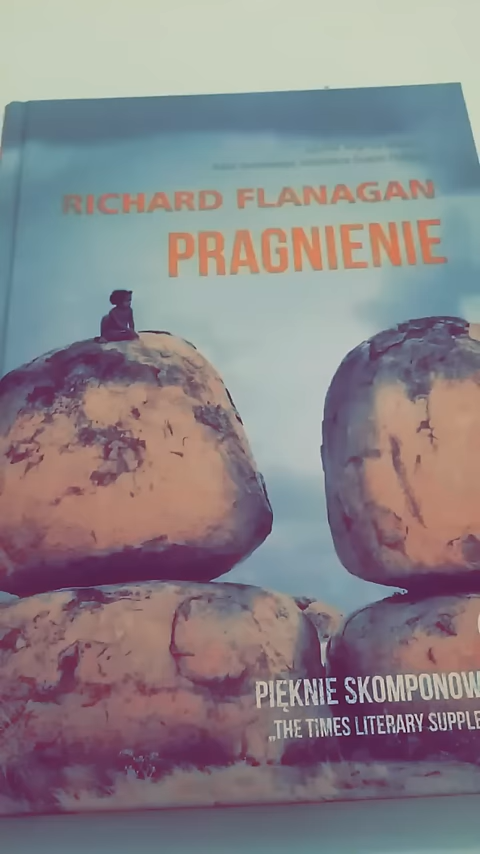 RICHARD FLANAGAN
PRAGNIENIE
PIĘKNIE SKOMPONOW
„THE TIMES LITERARY SUPPLE